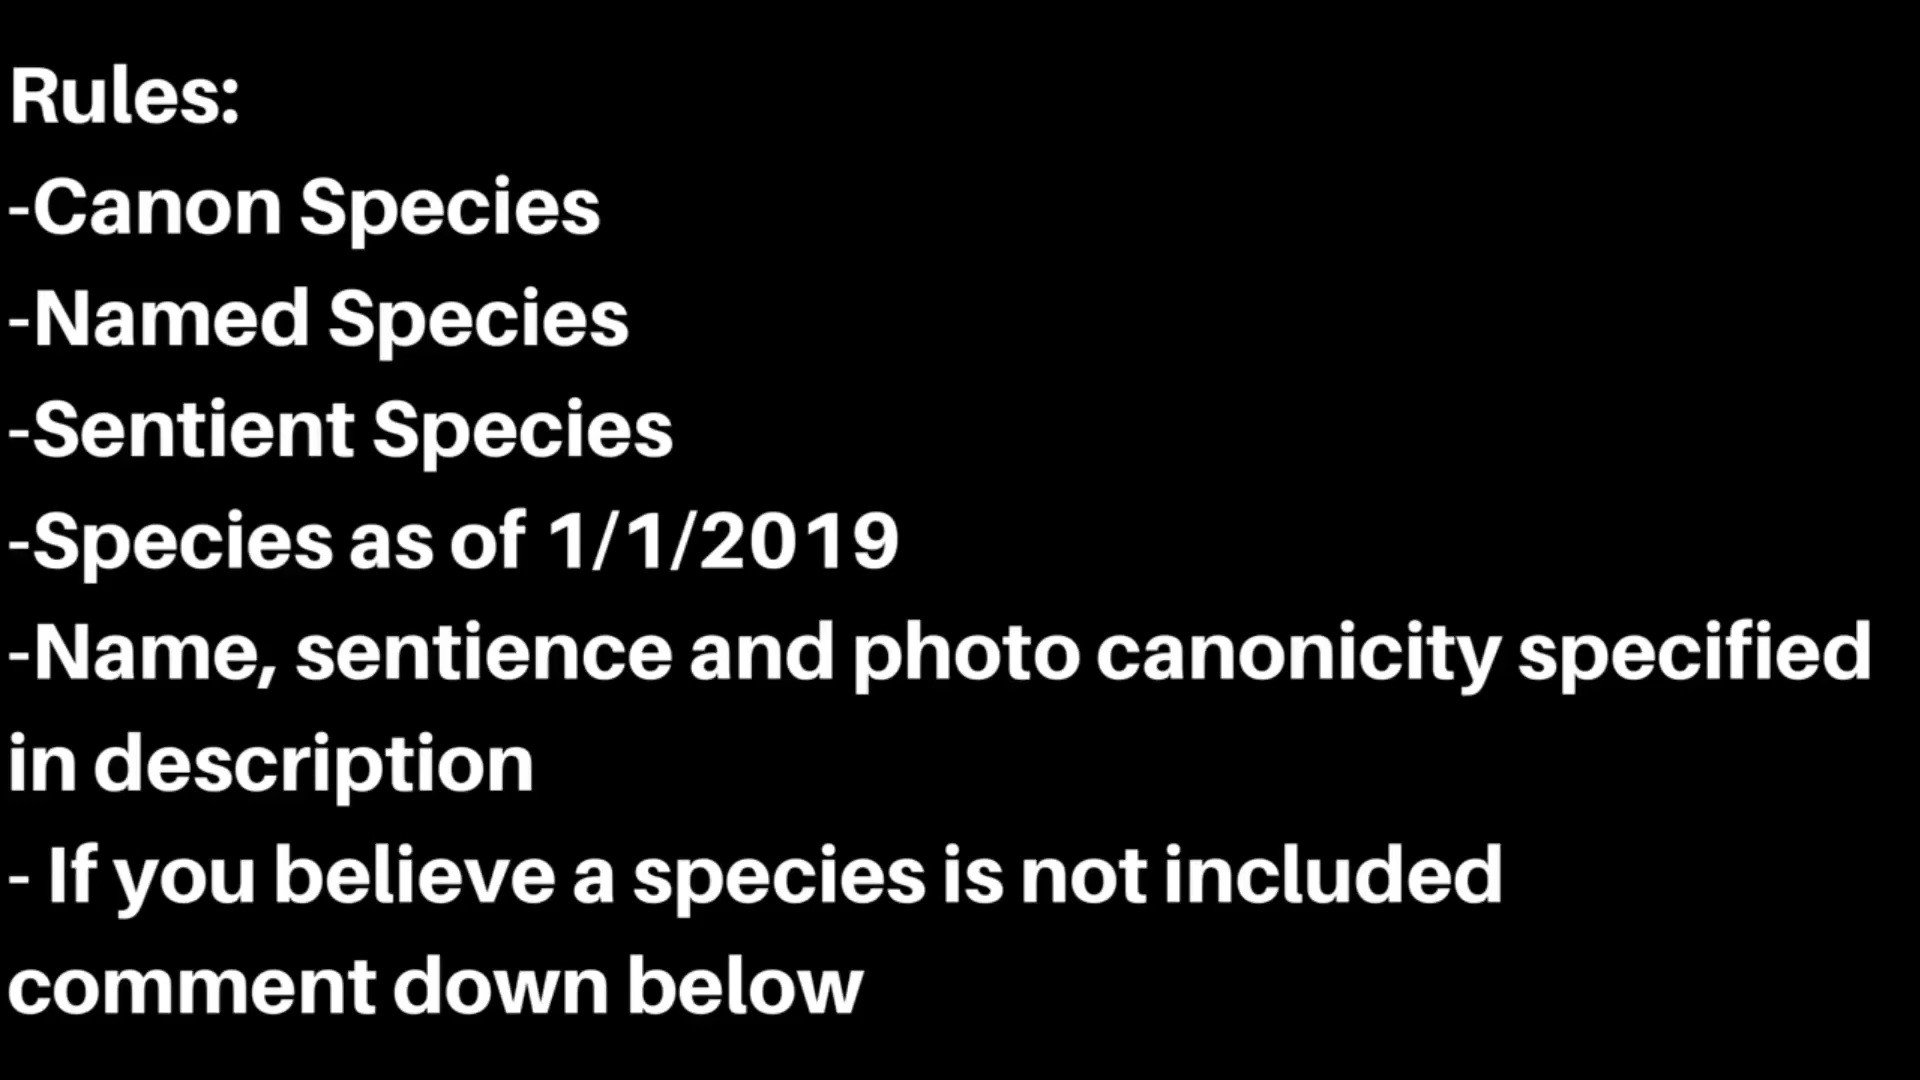 Rules:
-Canon Species
-Named Species
-Sentient Species
-Species as of 1/1/2019
-Name, sentience and photo canonicity specified
in description
- If you believe a species is not included
comment down below